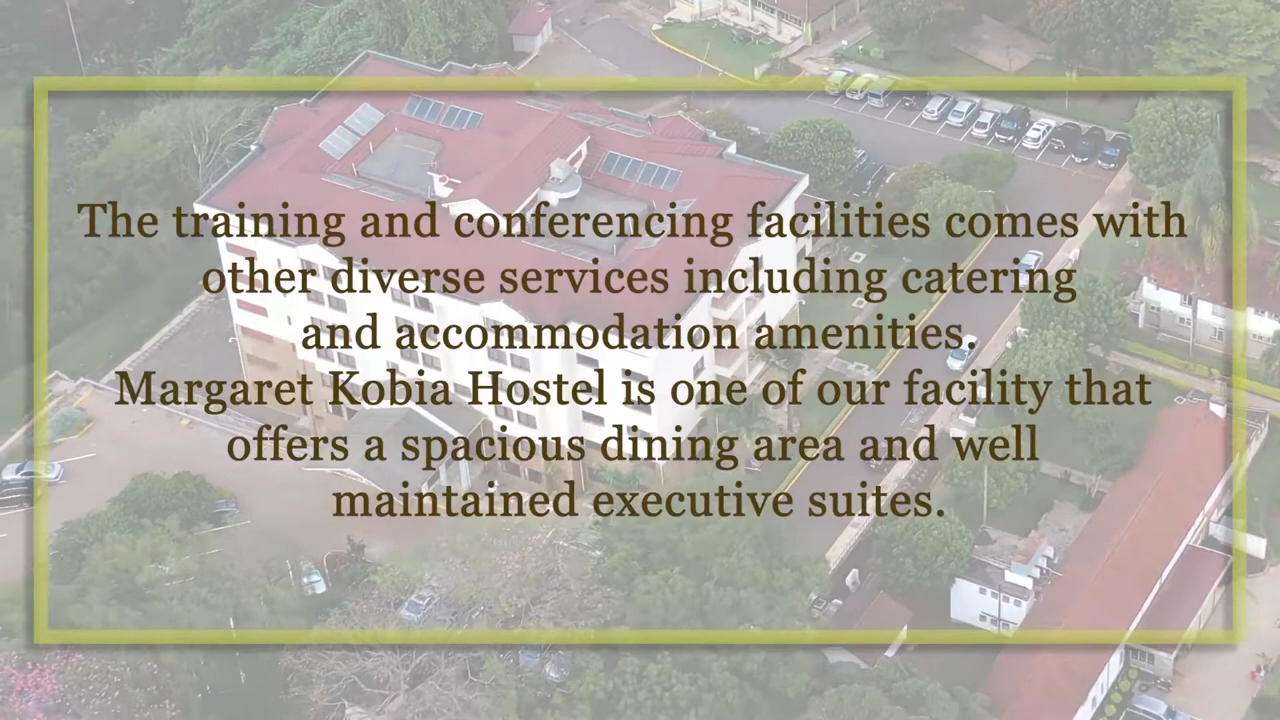 The training and conferencing facilities comes with
other diverse services including catering
and accommodation amenities.
Margaret Kobia Hostel is one of our facility that
offers a spacious dining area and well
maintained executive suites.